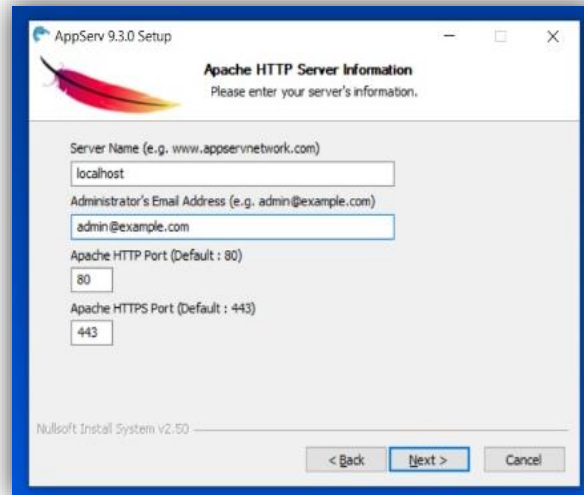 AppServ 9.3.0 Setup
Apache HTTP Server Information
Please enter your server's information.
Server Name (e.g. www.appservnetwork.com)
localhost
Administrator's Email Address (e.g. admin@example.com)
admin@example.com
Apache HTTP Port (Default : 80)
80
Apache HTTPS Port (Default : 443)
443
Nullsoft Install System v2.50
< Back Next > Cancel